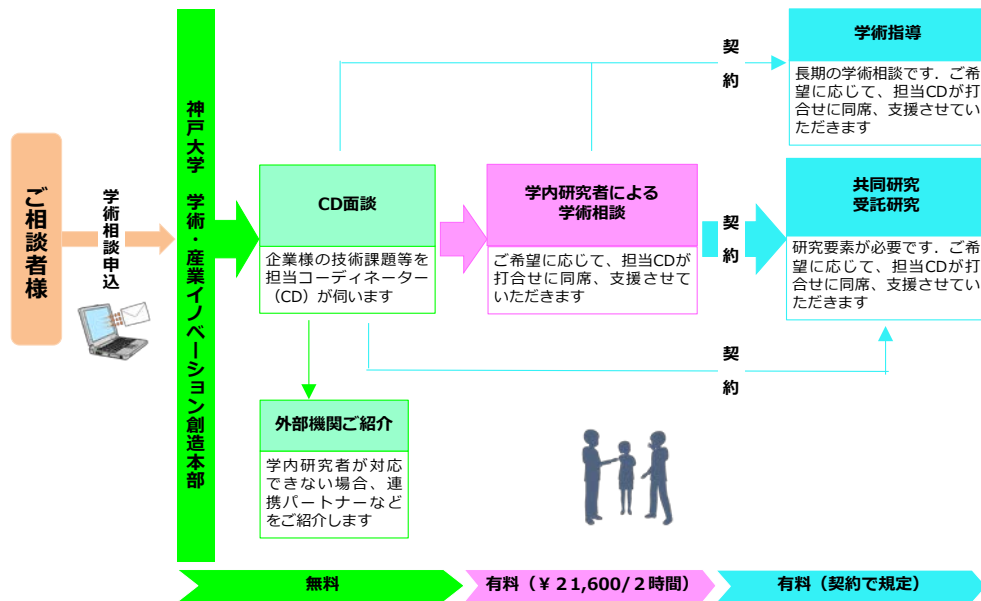 ご相談者様
学術相談申込
神戸大学 学術・産業イノベーション創造本部
CD面談
企業様の技術課題等を
担当コーディネーター
（CD）が伺います
外部機関ご紹介
学内研究者が対応
できない場合、連
携パートナーなど
をご紹介します
学内研究者による
学術相談
ご希望に応じて、担当CDが
打合せに同席、支援させて
いただきます
契約
契約
契約
学術指導
長期の学術相談です．ご希
望に応じて、担当CDが打
合せに同席、支援させてい
ただきます
共同研究
受託研究
研究要素が必要です．ご希
望に応じて、担当CDが打
合せに同席、支援させてい
ただきます
無料
有料（￥21,600/２時間）
有料（契約で規定）